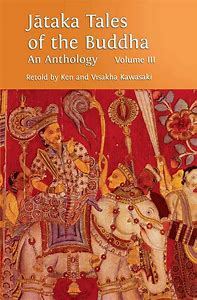 Jātaka Tales
of the Buddha
An Anthology Volume III
Retold by Ken and Visakha Kawasaki